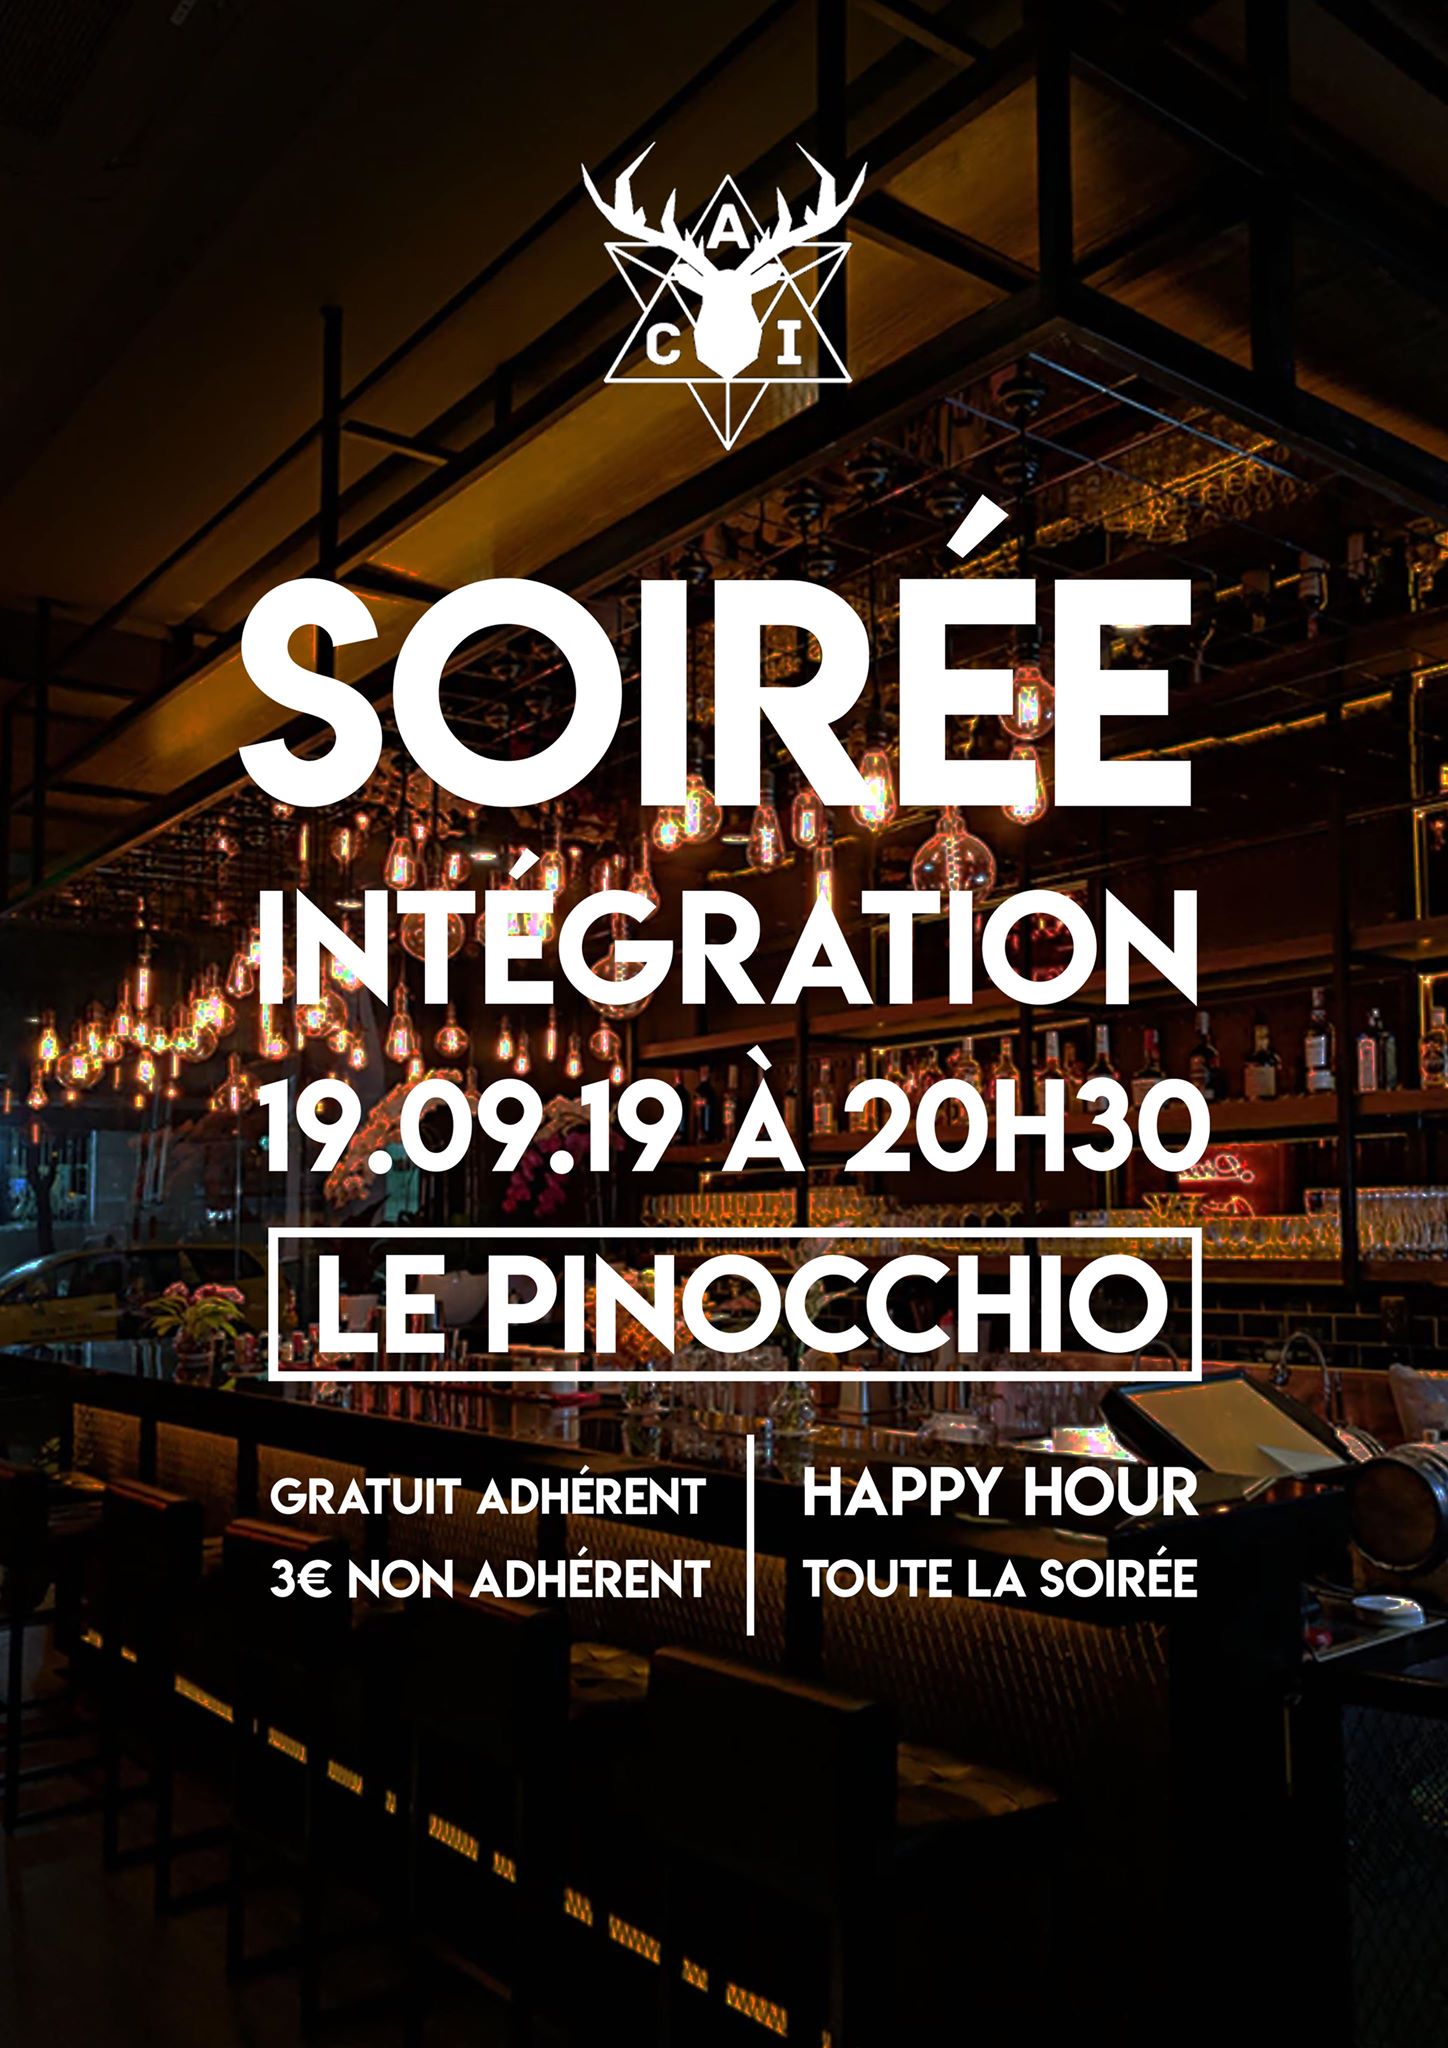 A
C I
SOIRÉE
INTÉGRATION
19.09.19 À 20H30
LE PINOCCHIO
GRATUIT ADHÉRENT
3€ NON ADHÉRENT
HAPPY HOUR
TOUTE LA SOIRÉE